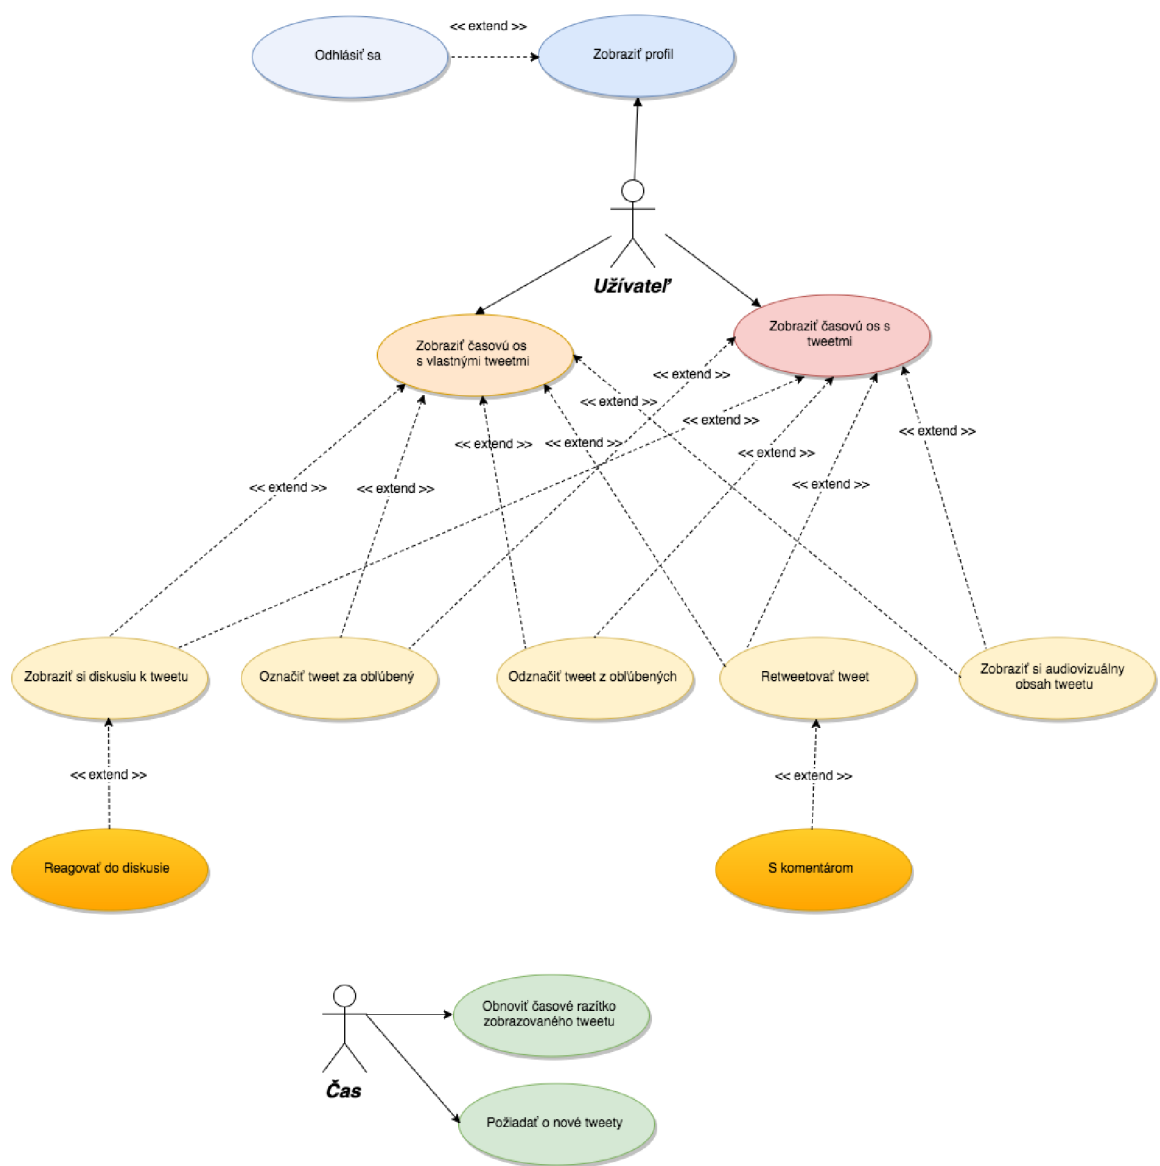 << extend >>
Odhlásiť sa
Zobraziť profil
Užívateľ
Zobraziť časovú os
s vlastnými tweetmi
Zobraziť časovú os s
tweetmi
<< extend >>
<< extend >>
<< extend >>
<< extend >>
<< extend >>
<< extend >>
<< extend >>
<< extend >>
<< extend >>
<< extend >>
Zobraziť si diskusiu k tweetu
Označiť tweet za obľúbený
Odznačiť tweet z obľúbených
Retweetovať tweet
Zobraziť si audiovizuálny
obsah tweetu
<< extend >>
<< extend >>
Reagovať do diskusie
S komentárom
Obnoviť časové razítko
zobrazovaného tweetu
Čas
Požiadať o nové tweety